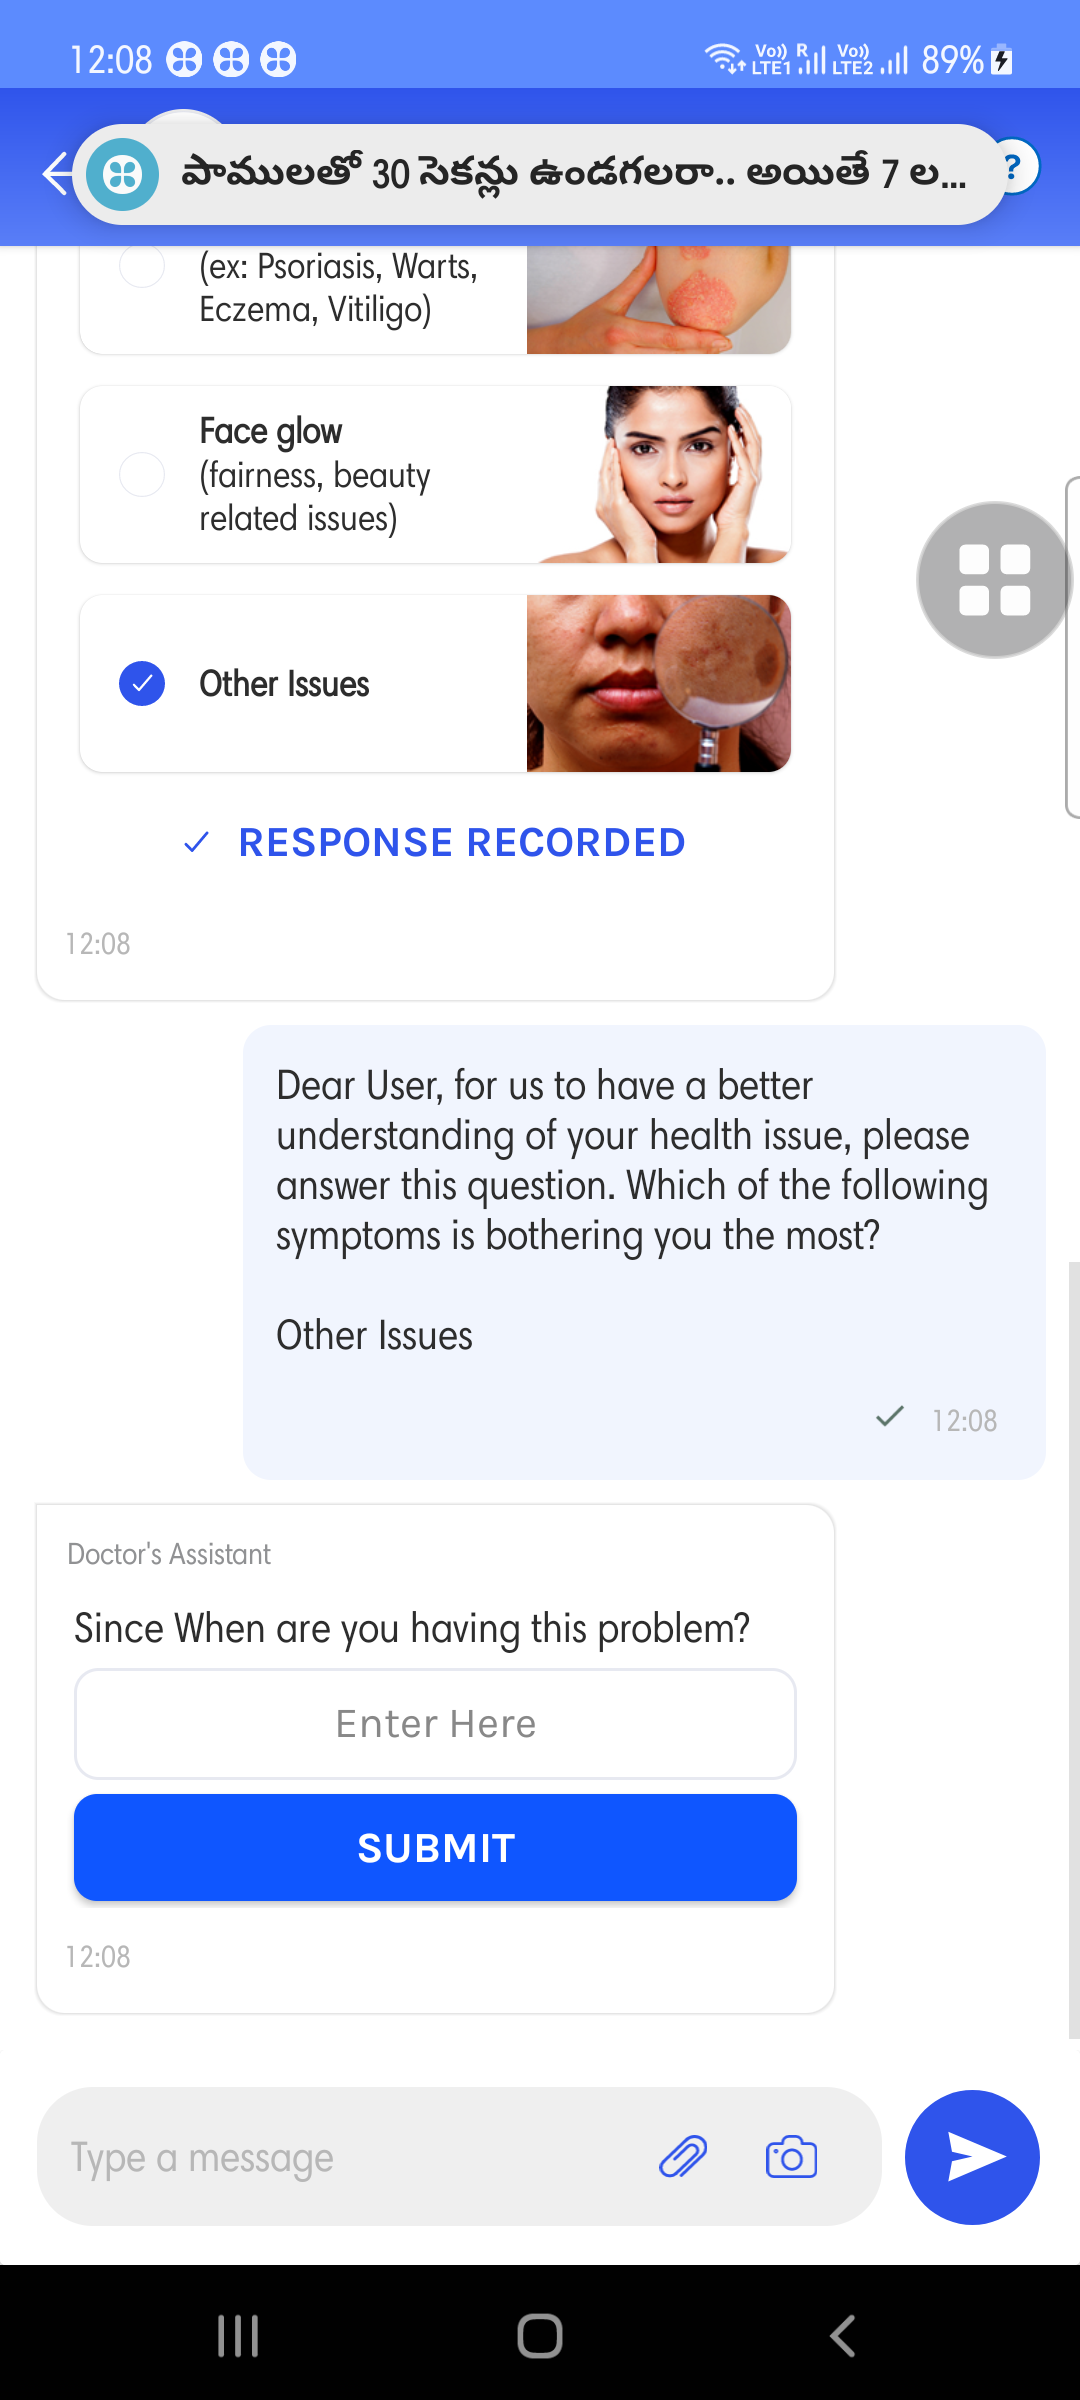 12:08
Vo)) R Vo))
LTE1 LTE2 89%
పాములతో 30 సెకన్లు ఉండగలరా.. అయితే 7 ల...
?
(ex: Psoriasis, Warts,
Eczema, Vitiligo)
Face glow
(fairness, beauty
related issues)
Other Issues
RESPONSE RECORDED
12:08
Dear User, for us to have a better
understanding of your health issue, please
answer this question. Which of the following
symptoms is bothering you the most?
Other Issues
12:08
Doctor's Assistant
Since When are you having this problem?
Enter Here
SUBMIT
12:08
Type a message